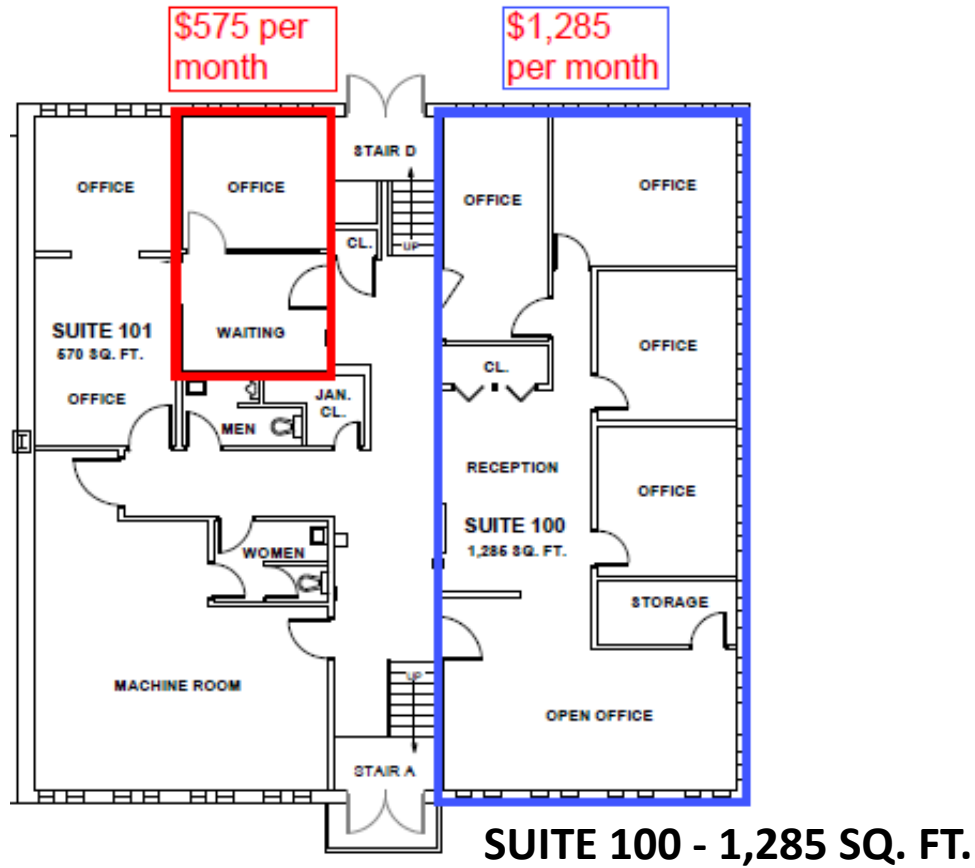 $575 per
month
$1,285
per month
STAIR D
OFFICE
OFFICE
OFFICE
OFFICE
CL.
UP
SUITE 101
570 SQ. FT.
WAITING
OFFICE
CL.
OFFICE
JAN.
CL.
MEN
RECEPTION
OFFICE
SUITE 100
1,285 SQ. FT.
WOMEN
STORAGE
UP
MACHINE ROOM
OPEN OFFICE
STAIR A
SUITE 100 - 1,285 SQ. FT.